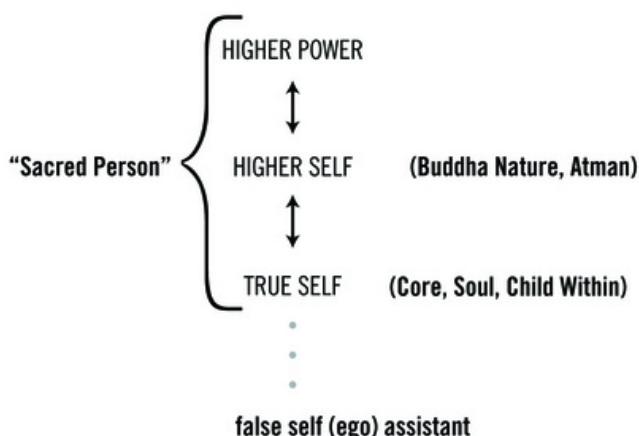 HIGHER POWER
“Sacred Person” HIGHER SELF (Buddha Nature, Atman)
TRUE SELF (Core, Soul, Child Within)
false self (ego) assistant